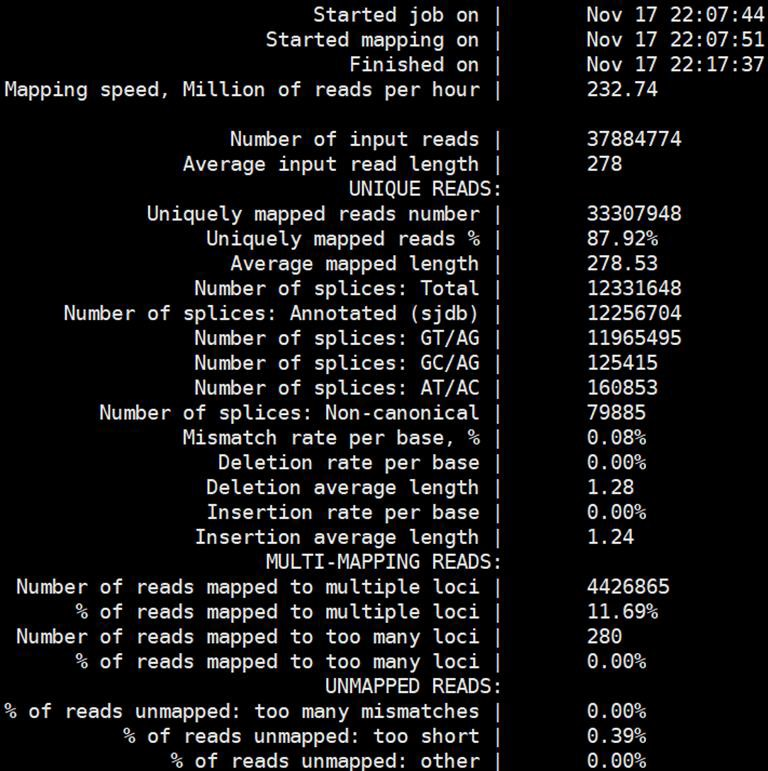 Started job on | Nov 17 22:07:44
Started mapping on | Nov 17 22:07:51
Finished on | Nov 17 22:17:37
Mapping speed, Million of reads per hour | 232.74
Number of input reads | 37884774
Average input read length | 278
UNIQUE READS:
Uniquely mapped reads number | 33307948
Uniquely mapped reads % | 87.92%
Average mapped length | 278.53
Number of splices: Total | 12331648
Number of splices: Annotated (sjdb) | 12256704
Number of splices: GT/AG | 11965495
Number of splices: GC/AG | 125415
Number of splices: AT/AC | 160853
Number of splices: Non-canonical | 79885
Mismatch rate per base, % | 0.08%
Deletion rate per base | 0.00%
Deletion average length | 1.28
Insertion rate per base | 0.00%
Insertion average length | 1.24
MULTI-MAPPING READS:
Number of reads mapped to multiple loci | 4426865
% of reads mapped to multiple loci | 11.69%
Number of reads mapped to too many loci | 280
% of reads mapped to too many loci | 0.00%
UNMAPPED READS:
% of reads unmapped: too many mismatches | 0.00%
% of reads unmapped: too short | 0.39%
% of reads unmapped: other | 0.00%